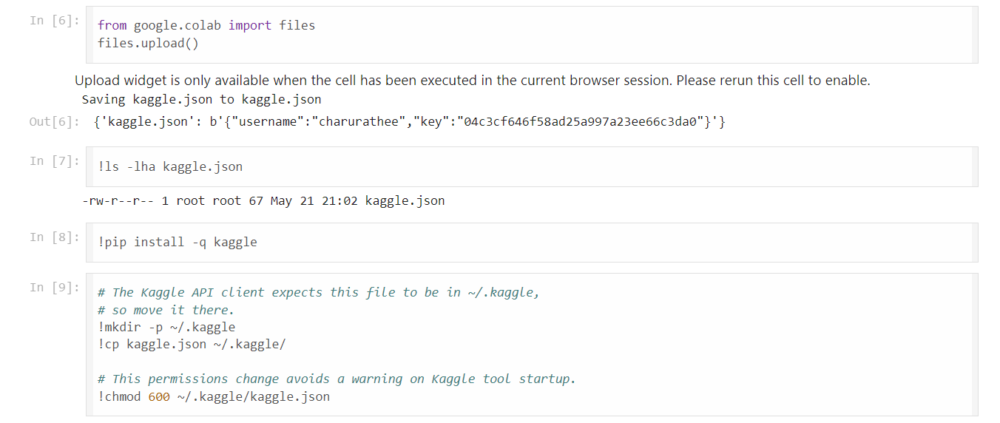 In [6]:
from google.colab import files
files.upload()
Upload widget is only available when the cell has been executed in the current browser session. Please rerun this cell to enable.
Saving kaggle.json to kaggle.json
Out[6]: {'kaggle.json': b'{"username":"charurathee","key":"04c3cf646f58ad25a997a23ee66c3da0"}'}
In [7]:
!ls -lha kaggle.json
-rw-r--r-- 1 root root 67 May 21 21:02 kaggle.json
In [8]:
!pip install -q kaggle
In [9]:
# The Kaggle API client expects this file to be in ~/.kaggle,
# so move it there.
!mkdir -p ~/.kaggle
!cp kaggle.json ~/.kaggle/
# This permissions change avoids a warning on Kaggle tool startup.
!chmod 600 ~/.kaggle/kaggle.json